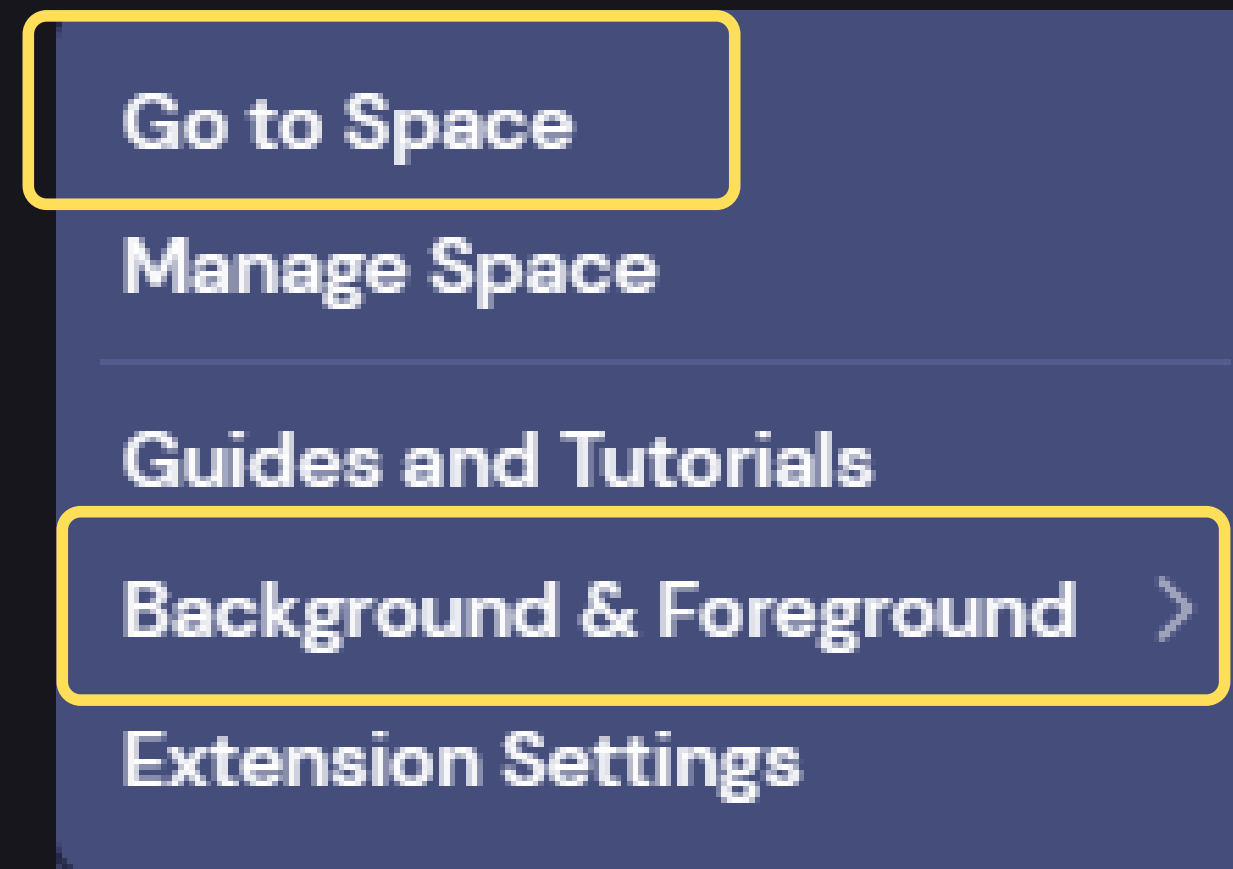 Go to Space
Manage Space
Guides and Tutorials
Background & Foreground
Extension Settings